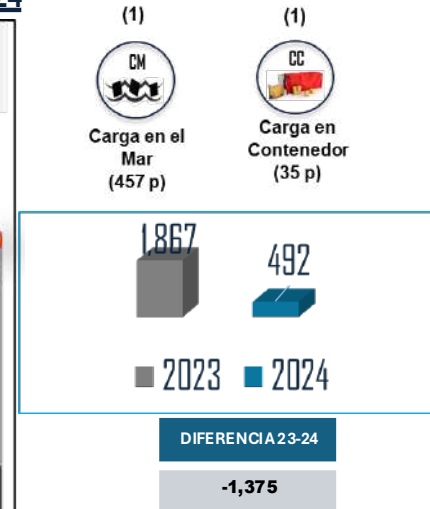 24
(1)
(1)
CM
CC
Carga en el
Mar
(457 p)
Carga en
Contenedor
(35 p)
1,867
492
2023
2024
DIFERENCIA 23-24
-1,375